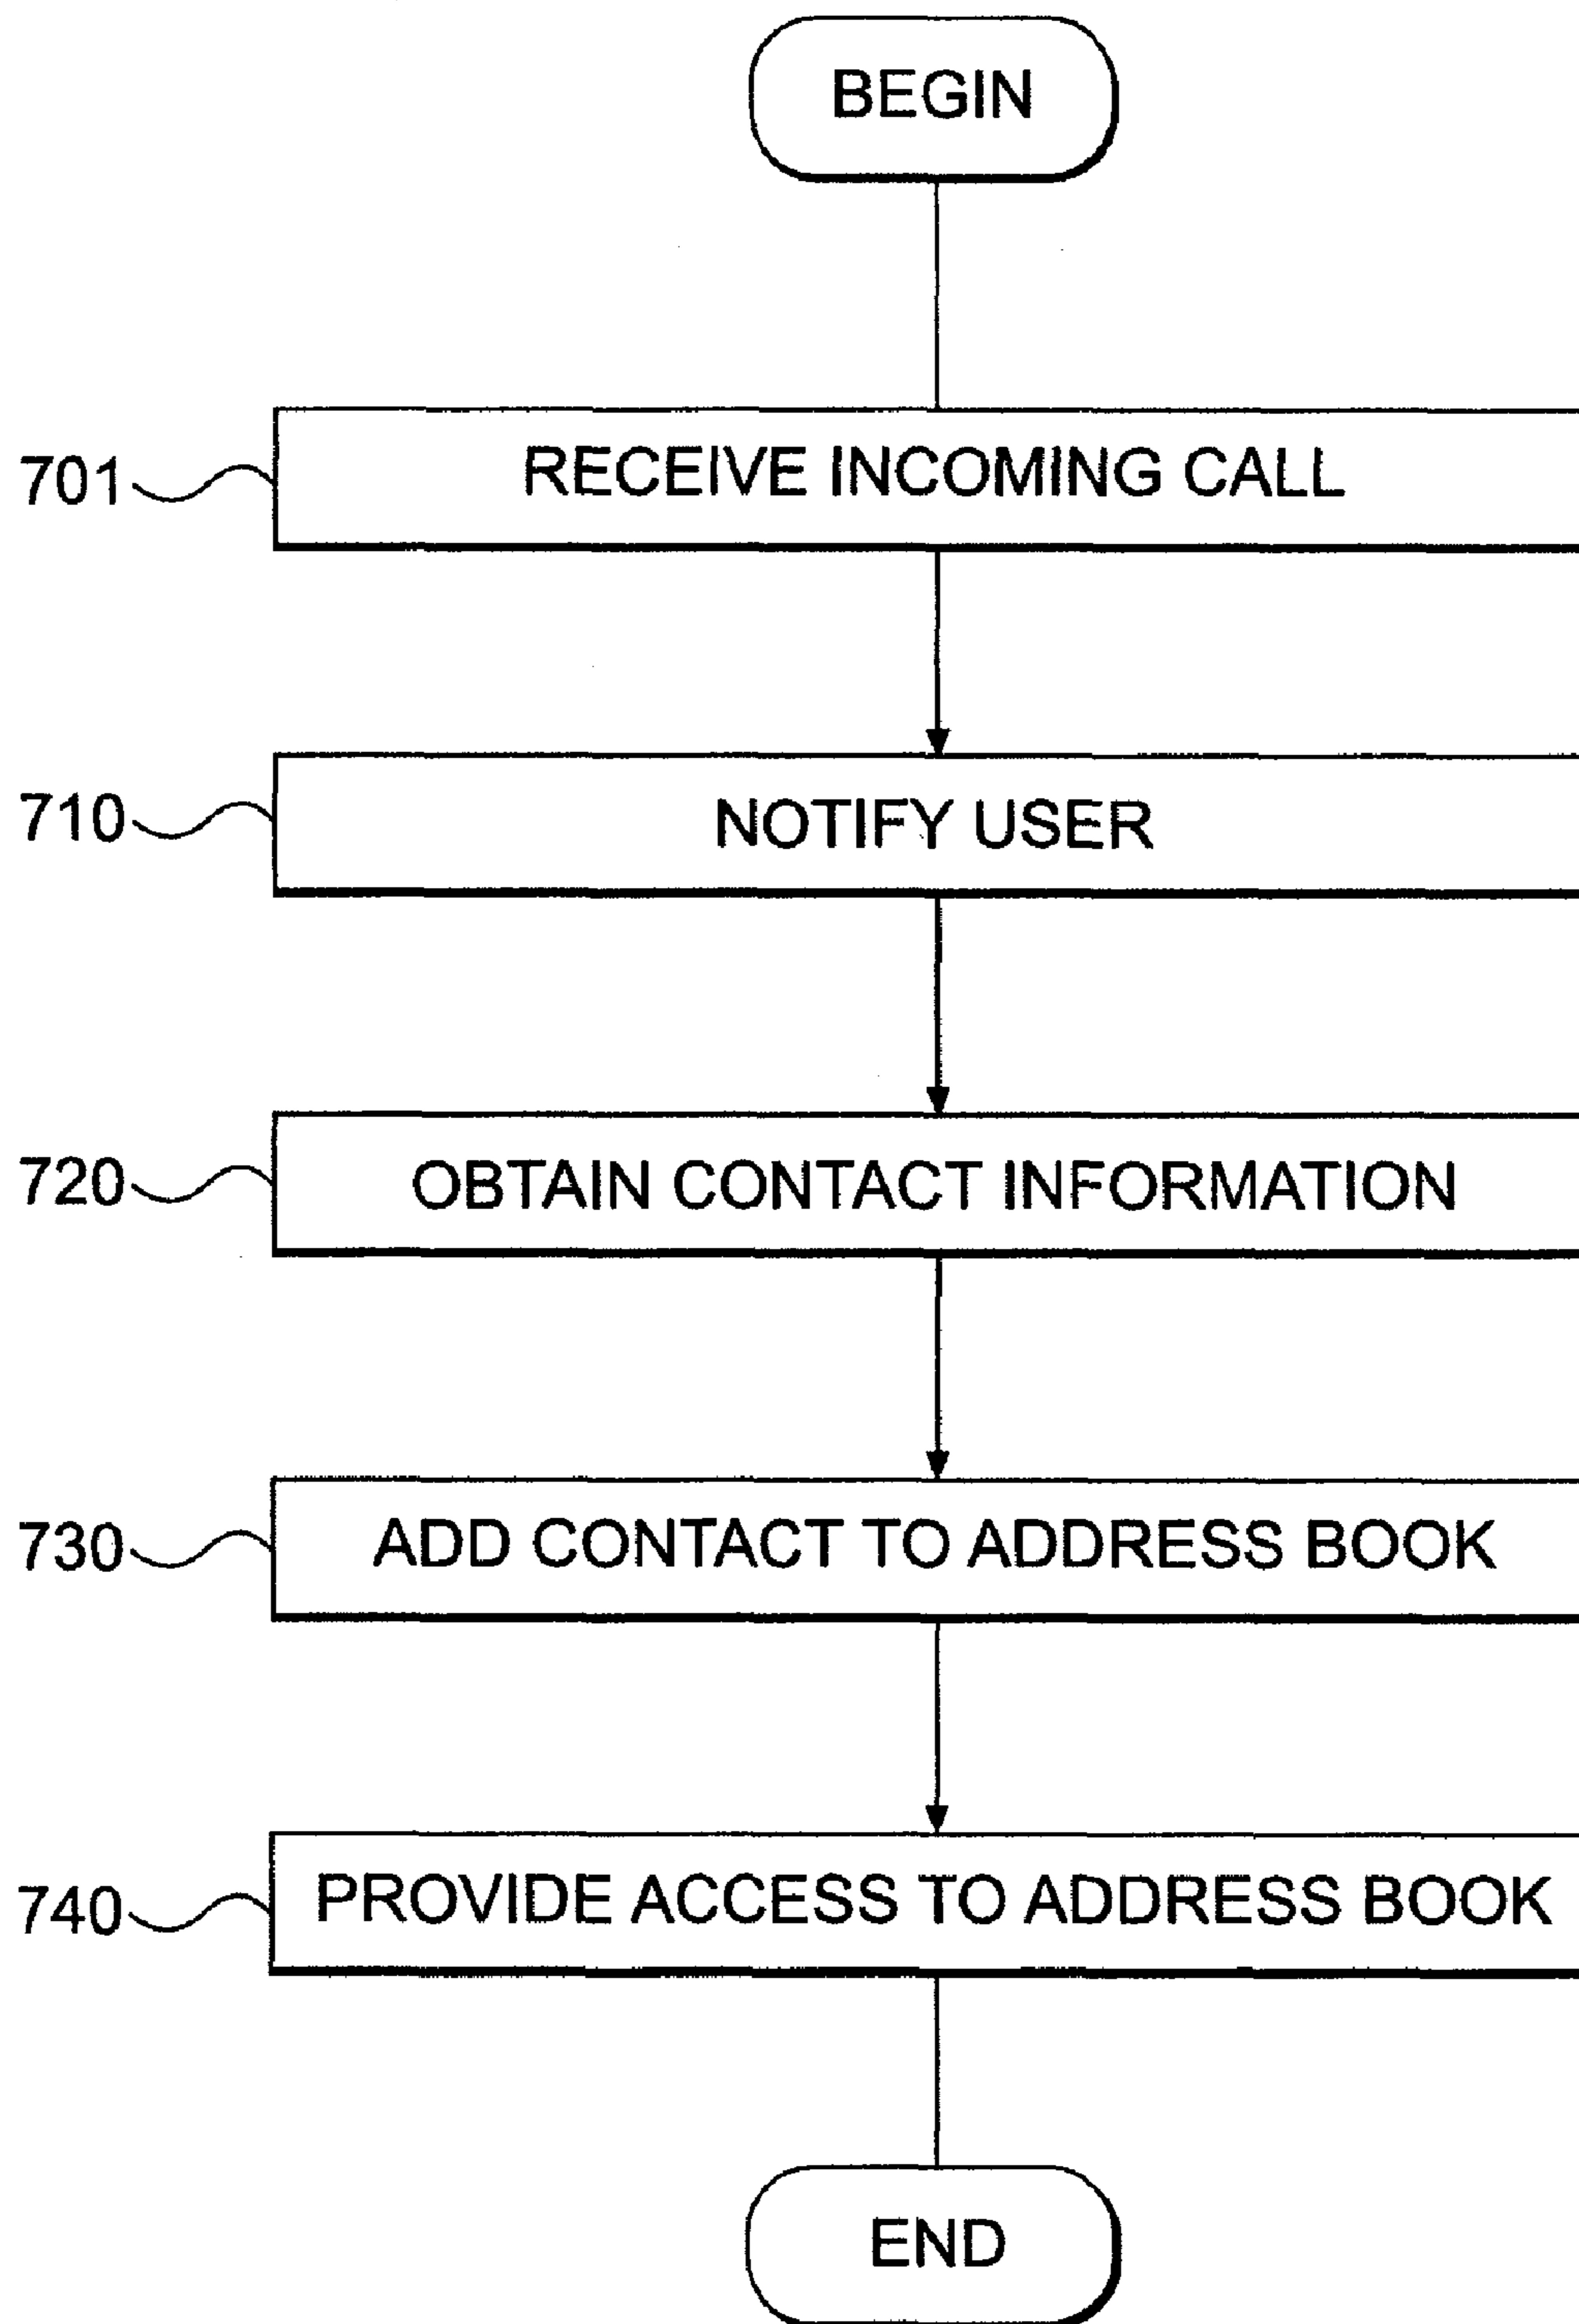 BEGIN
701 RECEIVE INCOMING CALL
710 NOTIFY USER
720 OBTAIN CONTACT INFORMATION
730 ADD CONTACT TO ADDRESS BOOK
740 PROVIDE ACCESS TO ADDRESS BOOK
END